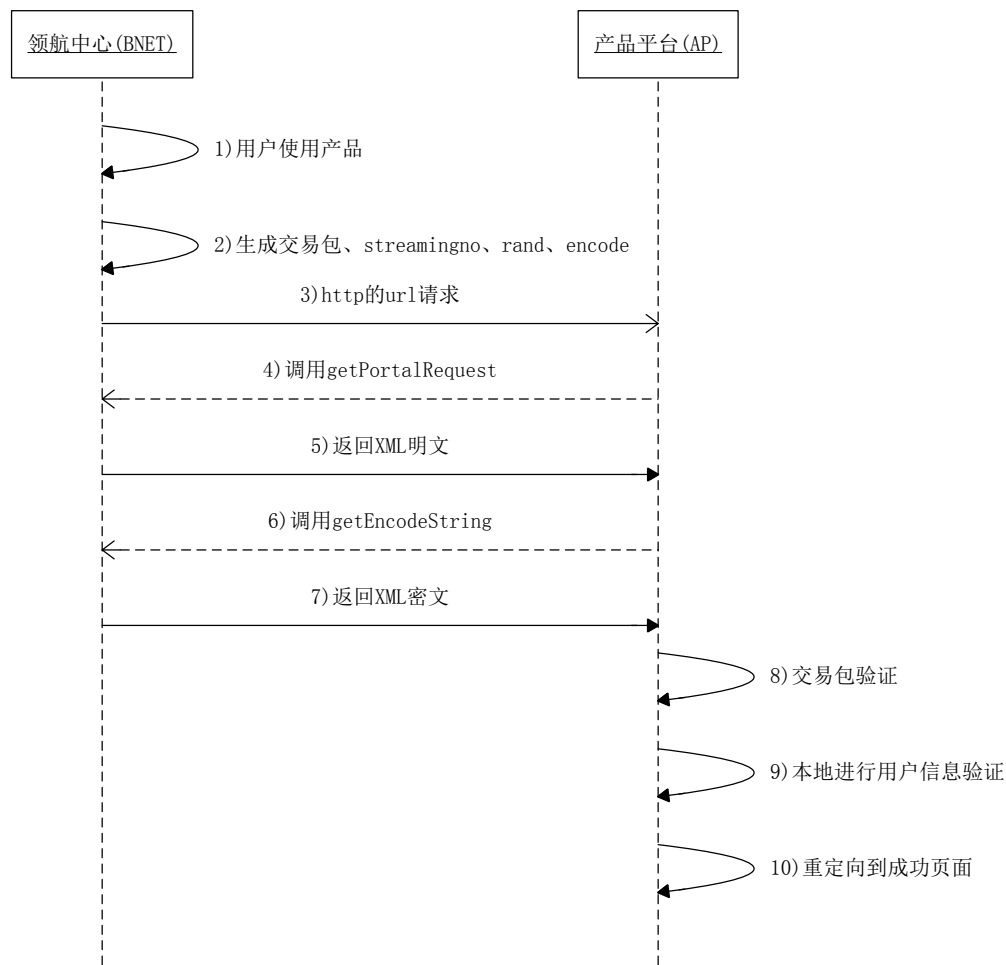 领航中心(BNET)
产品平台(AP)
1)用户使用产品
2)生成交易包、streamingno、rand、encode
3)http的url请求
4)调用getPortalRequest
5)返回XML明文
6)调用getEncodeString
7)返回XML密文
8)交易包验证
9)本地进行用户信息验证
10)重定向到成功页面